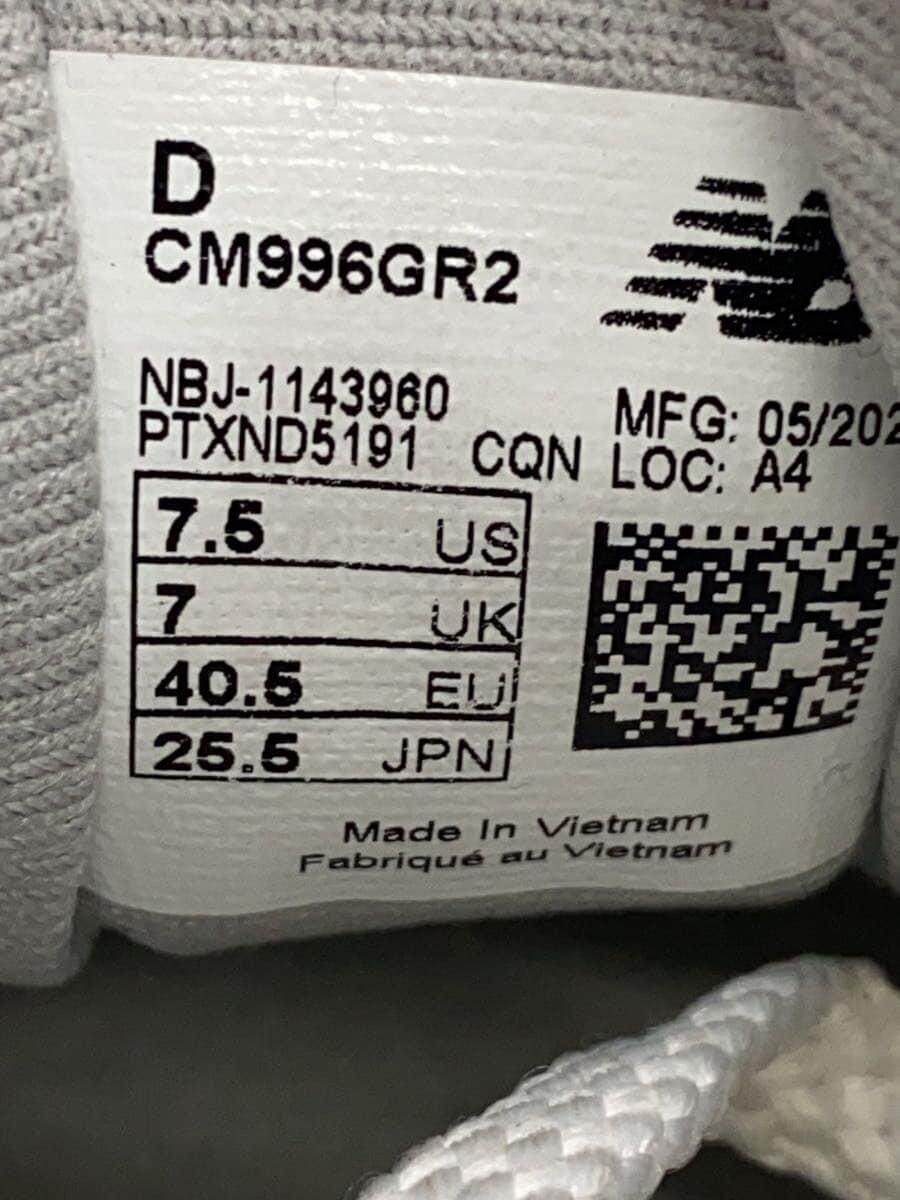 D
CM996GR2
NBJ-1143960
PTXND5191 CQN
MFG: 05/202
LOC: A4
7.5 US
7 UK
40.5 EU
25.5 JPN
Made In Vietnam
Fabriqué au Vietnam